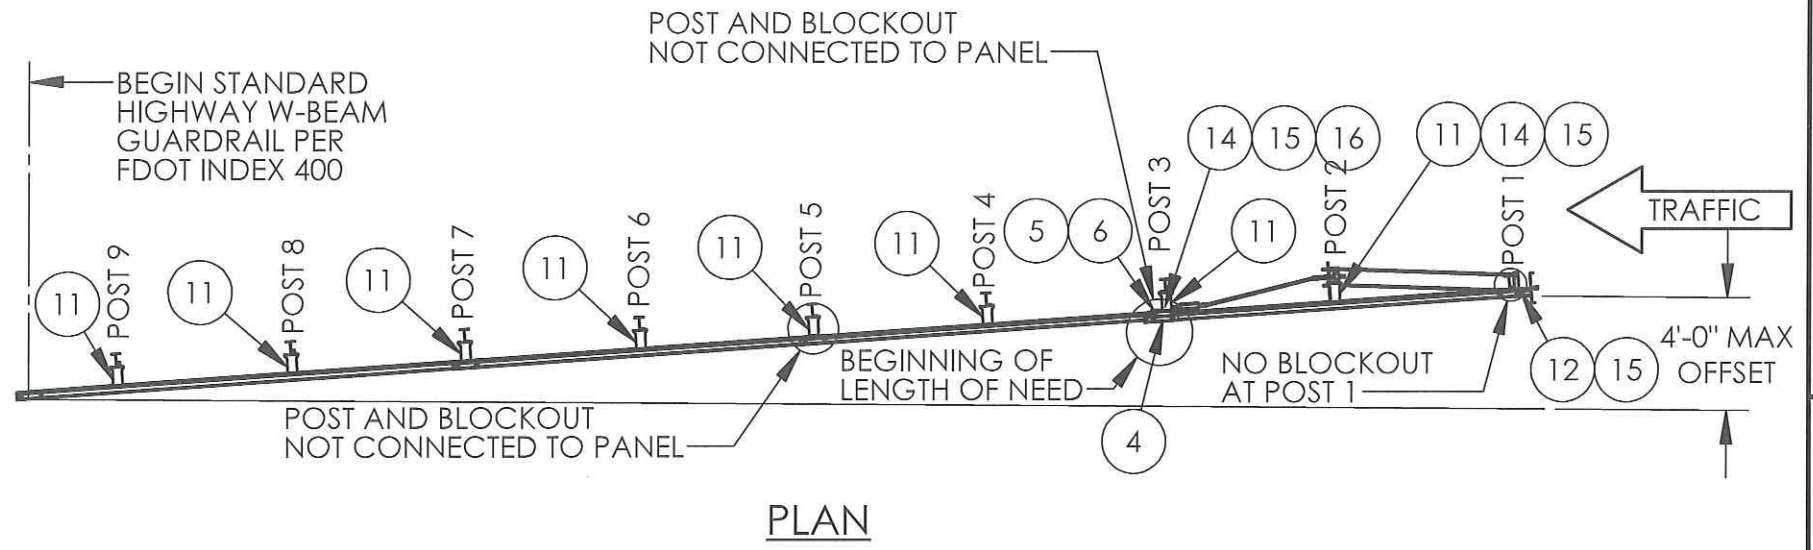 POST AND BLOCKOUT
NOT CONNECTED TO PANEL
BEGIN STANDARD
HIGHWAY W-BEAM
GUARDRAIL PER
FDOT INDEX 400
14 15 16
11 14 15
TRAFFIC
POST 9
POST 8
POST 7
POST 6
POST 5
POST 4
POST 3
POST 2
POST 1
11
11
11
11
11
11
5 6
11
4'-0" MAX
OFFSET
BEGINNING OF
LENGTH OF NEED
NO BLOCKOUT
AT POST 1
12 15
POST AND BLOCKOUT
NOT CONNECTED TO PANEL
4
PLAN